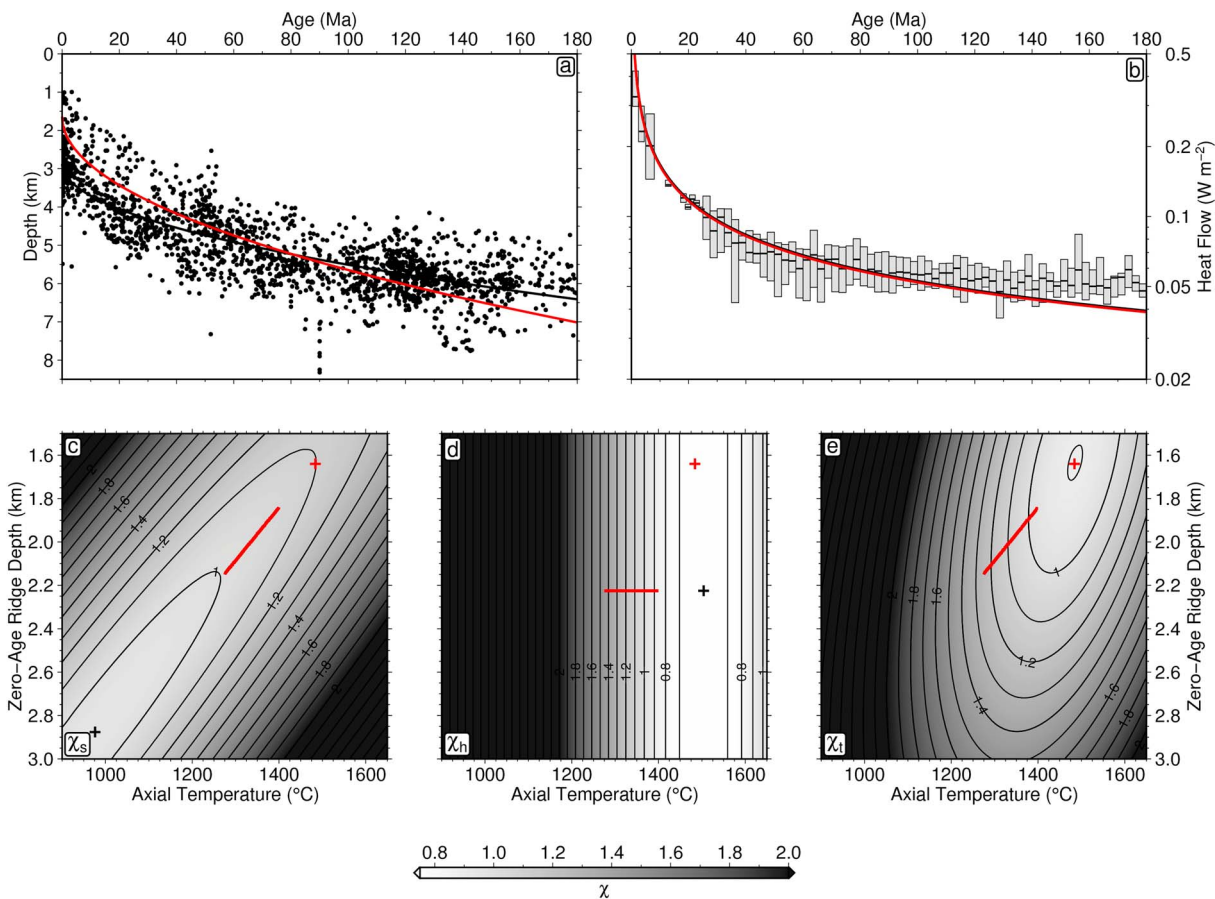 Age (Ma)
0 20 40 60 80 100 120 140 160 180
Age (Ma)
0 20 40 60 80 100 120 140 160 180
a
b
Depth (km)
0
1
2
3
4
5
6
7
8
0.5
0.2
0.1
0.05
0.02
Heat Flow (W m−2)
c
χs
Zero−Age Ridge Depth (km)
1.6
1.8
2.0
2.2
2.4
2.6
2.8
3.0
2
1.8
1.6
1.4
1.2
1
1.2
1.4
1.6
1.8
2
1000 1200 1400 1600
Axial Temperature (°C)
d
χh
2 1.8 1.6 1.4 1.2 1 0.8 0.8 1
1000 1200 1400 1600
Axial Temperature (°C)
e
χt
2 1.8 1.6
1
1.2
1.4
1.6
1.8
2
1.6
1.8
2.0
2.2
2.4
2.6
2.8
3.0
Zero−Age Ridge Depth (km)
1000 1200 1400 1600
Axial Temperature (°C)
0.8 1.0 1.2 1.4 1.6 1.8 2.0
χ